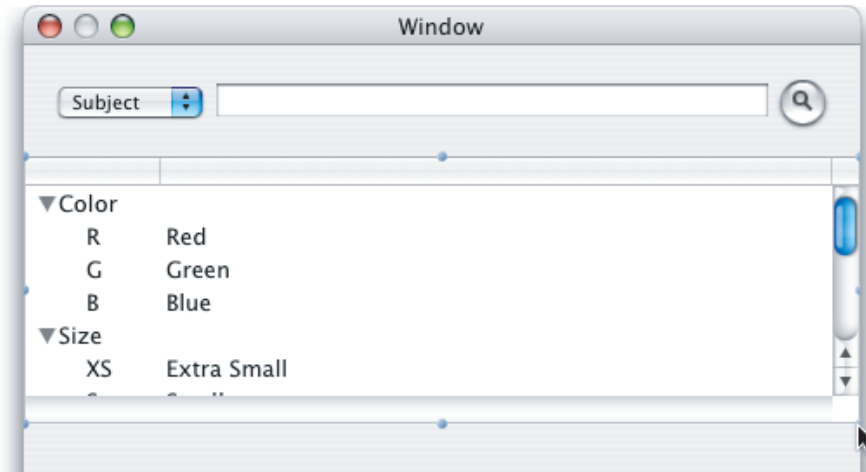 Window
Subject
Color
R Red
G Green
B Blue
Size
XS Extra Small